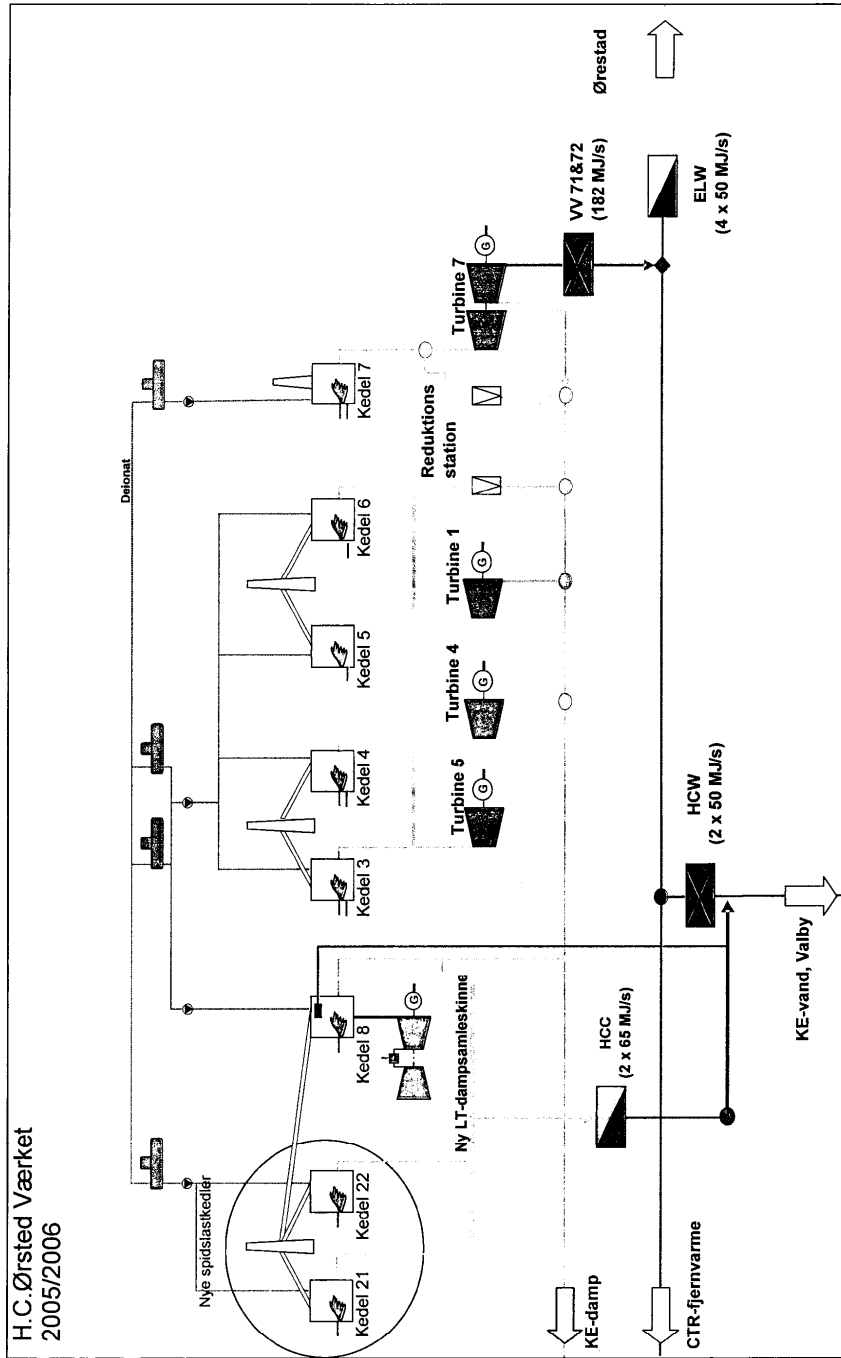 H.C.Ørsted Værket
2005/2006
Deionat
Nye spidslastkedler
Kedel 21
Kedel 22
Kedel 8
Kedel 3
Kedel 4
Kedel 5
Kedel 6
Kedel 7
G
Ny LT-dampsamleskinne
Turbine 5
G
Turbine 4
G
Turbine 1
G
Reduktions
station
Turbine 7
G
KE-damp
HCC
(2 x 65 MJ/s)
HCW
(2 x 50 MJ/s)
VV 71&72
(182 MJ/s)
CTR-fjernvarme
KE-vand, Valby
ELW
(4 x 50 MJ/s)
Ørestad